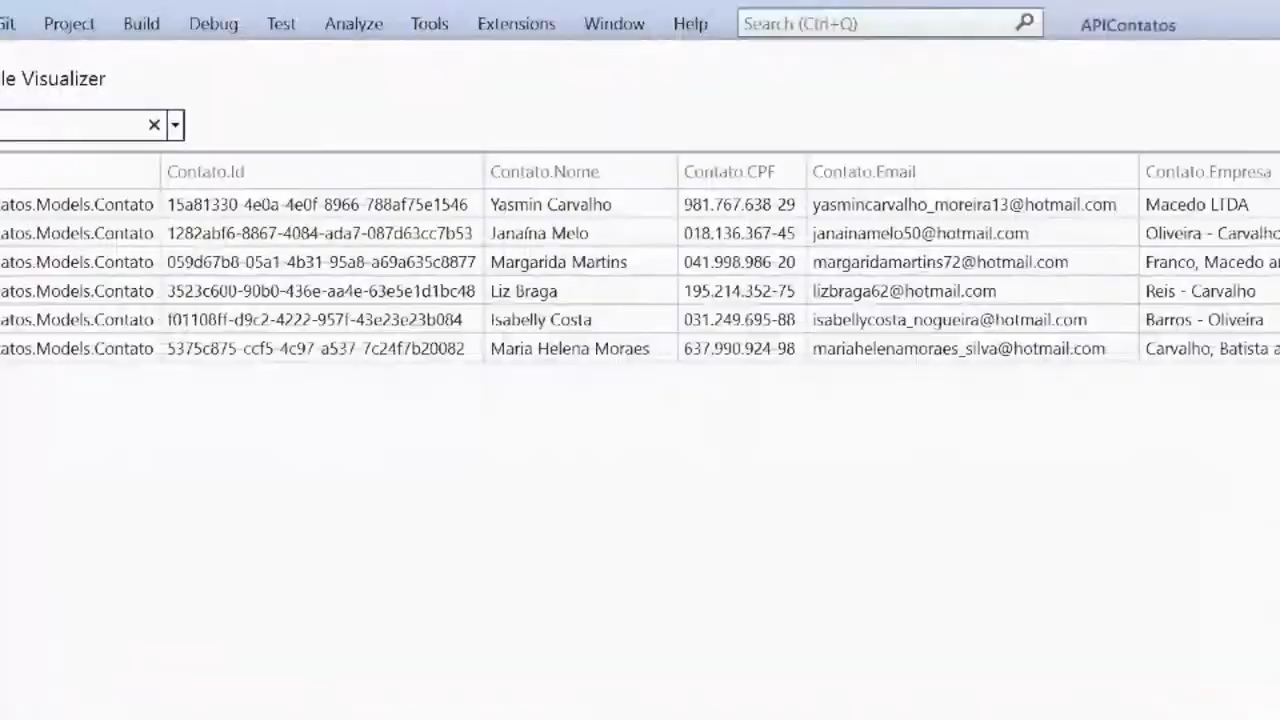 Git Project Build Debug Test Analyze Tools Extensions Window Help Search (Ctrl+Q) APIContatos
le Visualizer
Contato.Id Contato.Nome Contato.CPF Contato.Email Contato.Empresa
atos.Models.Contato 15a81330-4e0a-4e0f-8966-788af75e1546 Yasmin Carvalho 981.767.638-29 yasmincarvalho_moreira13@hotmail.com Macedo LTDA
atos.Models.Contato 1282abf6-8867-4084-ada7-087d63cc7b53 Janaína Melo 018.136.367-45 janainamelo50@hotmail.com Oliveira - Carvalho
atos.Models.Contato 059d67b8-05a1-4b31-95a8-a69a635c8877 Margarida Martins 041.998.986-20 margaridamartins72@hotmail.com Franco, Macedo a
atos.Models.Contato 3523c600-90b0-436e-aa4e-63e5e1d1bc48 Liz Braga 195.214.352-75 lizbraga62@hotmail.com Reis - Carvalho
atos.Models.Contato f01108ff-d9c2-4222-957f-43e23e23b084 Isabelly Costa 031.249.695-88 isabellycosta_nogueira@hotmail.com Barros - Oliveira
atos.Models.Contato 5375c875-ccf5-4c97-a537-7c24f7b20082 Maria Helena Moraes 637.990.924-98 mariahelenamoraes_silva@hotmail.com Carvalho, Batista a